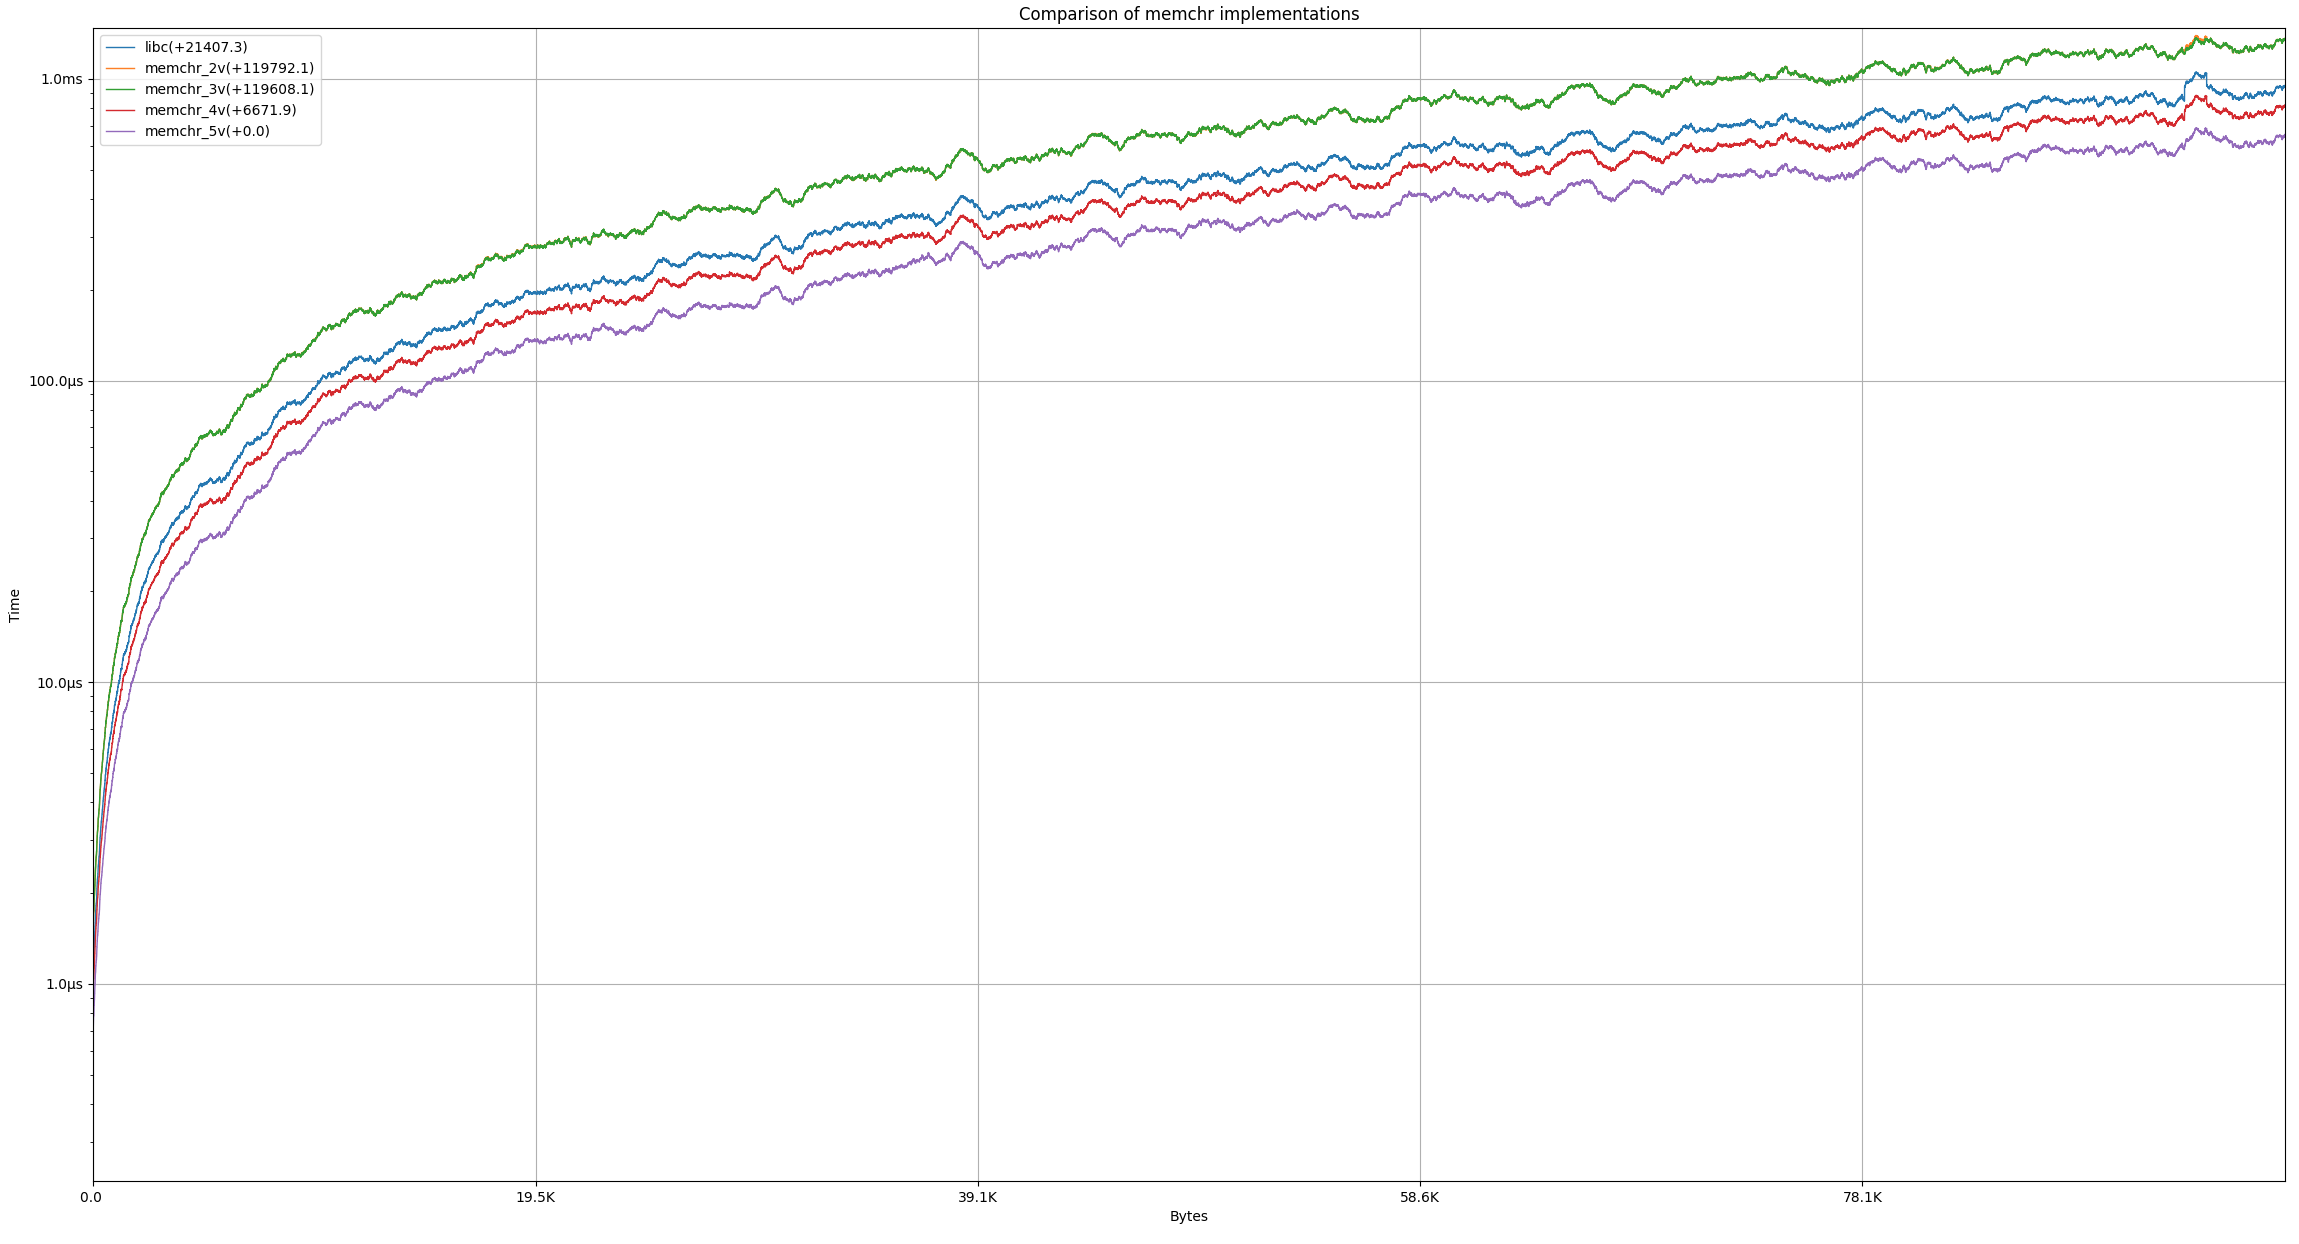 Comparison of memchr implementations
libc(+21407.3)
memchr_2v(+119792.1)
memchr_3v(+119608.1)
memchr_4v(+6671.9)
memchr_5v(+0.0)
1.0ms
100.0µs
10.0µs
1.0µs
Time
0.0 19.5K 39.1K 58.6K 78.1K
Bytes